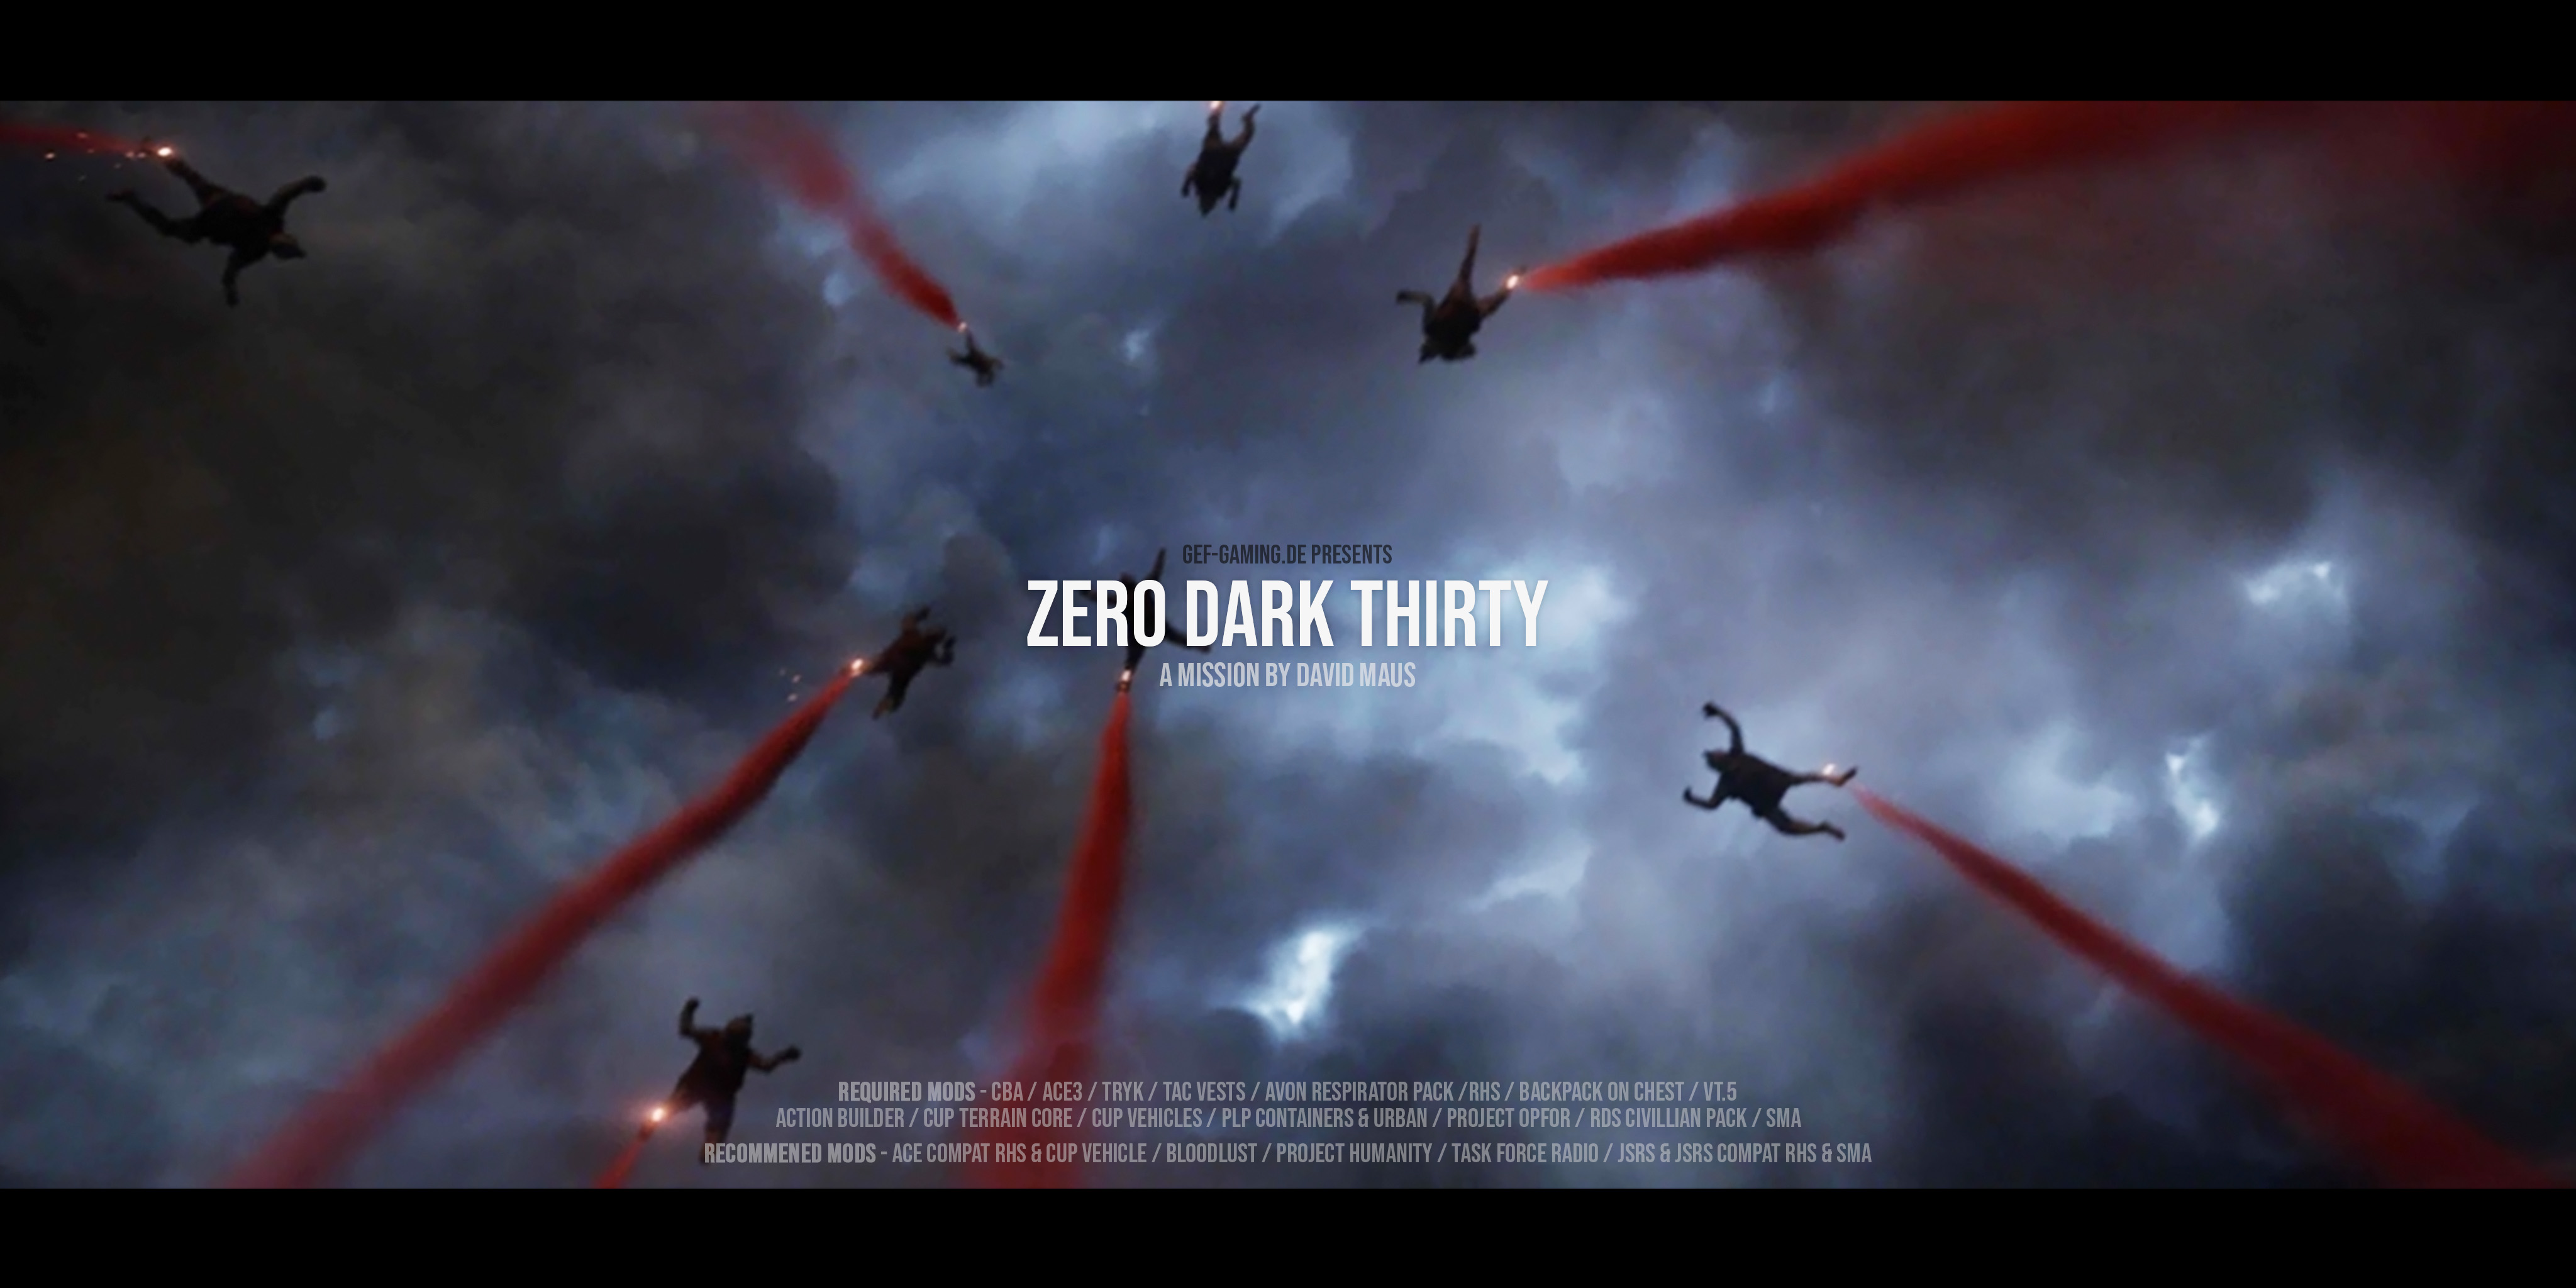 GEF-GAMING.DE PRESENTS
ZERO DARK THIRTY
A MISSION BY DAVID MAUS
REQUIRED MODS - CBA / ACE3 / TRYK / TAC VESTS / AVON RESPIRATOR PACK /RHS / BACKPACK ON CHEST / VT.5
ACTION BUILDER / CUP TERRAIN CORE / CUP VEHICLES / PLP CONTAINERS & URBAN / PROJECT OPFOR / RDS CIVILLIAN PACK / SMA
RECOMMENED MODS - ACE COMPAT RHS & CUP VEHICLE / BLOODLUST / PROJECT HUMANITY / TASK FORCE RADIO / JSRS & JSRS COMPAT RHS & SMA